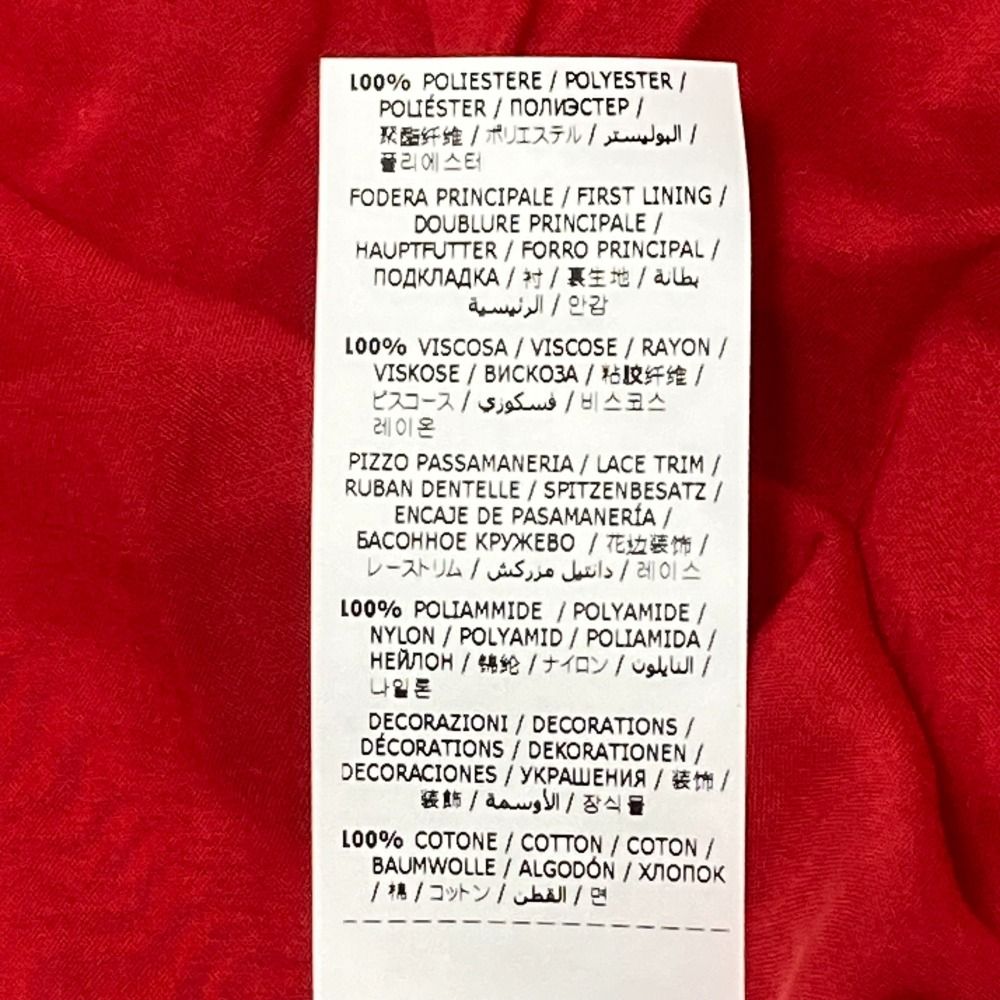 100% POLIESTERE / POLYESTER /
POLIÉSTER / ПОЛИЭСТЕР /
聚酯纤维 / ポリエステル / البوليستر /
폴리에스터
FODERA PRINCIPALE / FIRST LINING /
DOUBLURE PRINCIPALE /
HAUPTFUTTER / FORRO PRINCIPAL /
ПОДКЛАДКА / 衬 / 裏生地 / بطانة
الرئيسية / 안감
100% VISCOSA / VISCOSE / RAYON /
VISKOSE / ВИСКОЗА / 粘胶纤维 /
ビスコース / فسكوزي / 비스코스
레이온
PIZZO PASSAMANERIA / LACE TRIM /
RUBAN DENTELLE / SPITZENBESATZ /
ENCAJE DE PASAMANERÍA /
БАСОННОЕ КРУЖЕВО / 花边装饰 /
レーストリム / دانتيل مزركش / 레이스
100% POLIAMMIDE / POLYAMIDE /
NYLON / POLYAMID / POLIAMIDA /
НЕЙЛОН / 锦纶 / ナイロン / النايلون /
나일론
DECORAZIONI / DECORATIONS /
DÉCORATIONS / DEKORATIONEN /
DECORACIONES / УКРАШЕНИЯ / 装饰 /
装飾 / الأوسمة / 장식물
100% COTONE / COTTON / COTON /
BAUMWOLLE / ALGODÓN / ХЛОПОК
/ 棉 / コットン / القطن / 면